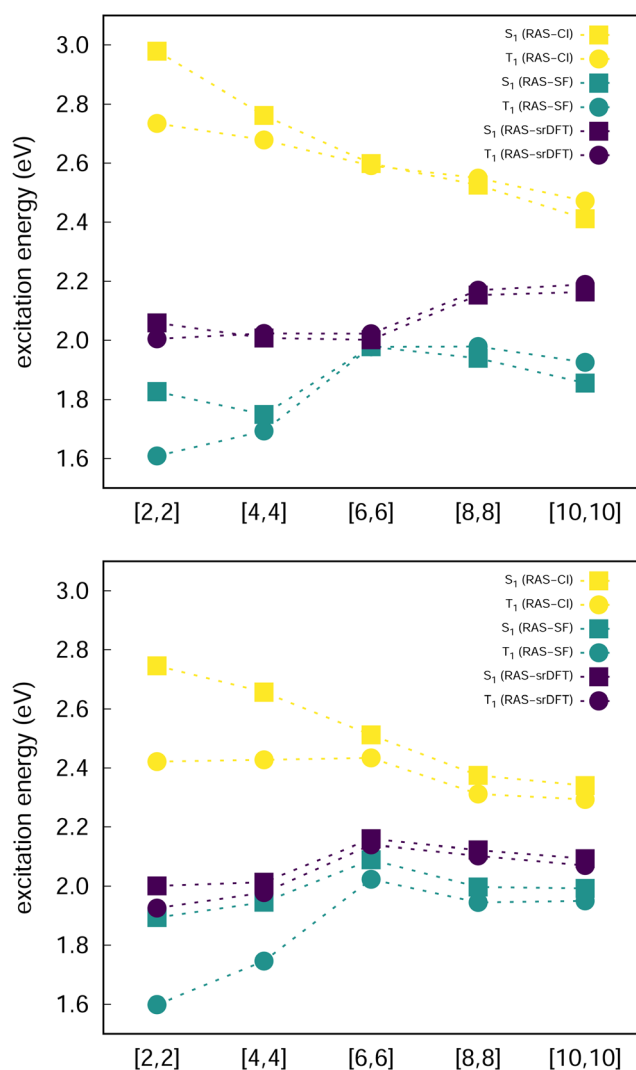 3.0
S₁ (RAS–CI)
T₁ (RAS–CI)
2.8
S₁ (RAS–SF)
T₁ (RAS–SF)
S₁ (RAS–srDFT)
2.6
T₁ (RAS–srDFT)
excitation energy (eV)
2.4
2.2
2.0
1.8
1.6
[2,2] [4,4] [6,6] [8,8] [10,10]
3.0
S₁ (RAS–CI)
T₁ (RAS–CI)
2.8
S₁ (RAS–SF)
T₁ (RAS–SF)
S₁ (RAS–srDFT)
2.6
T₁ (RAS–srDFT)
excitation energy (eV)
2.4
2.2
2.0
1.8
1.6
[2,2] [4,4] [6,6] [8,8] [10,10]